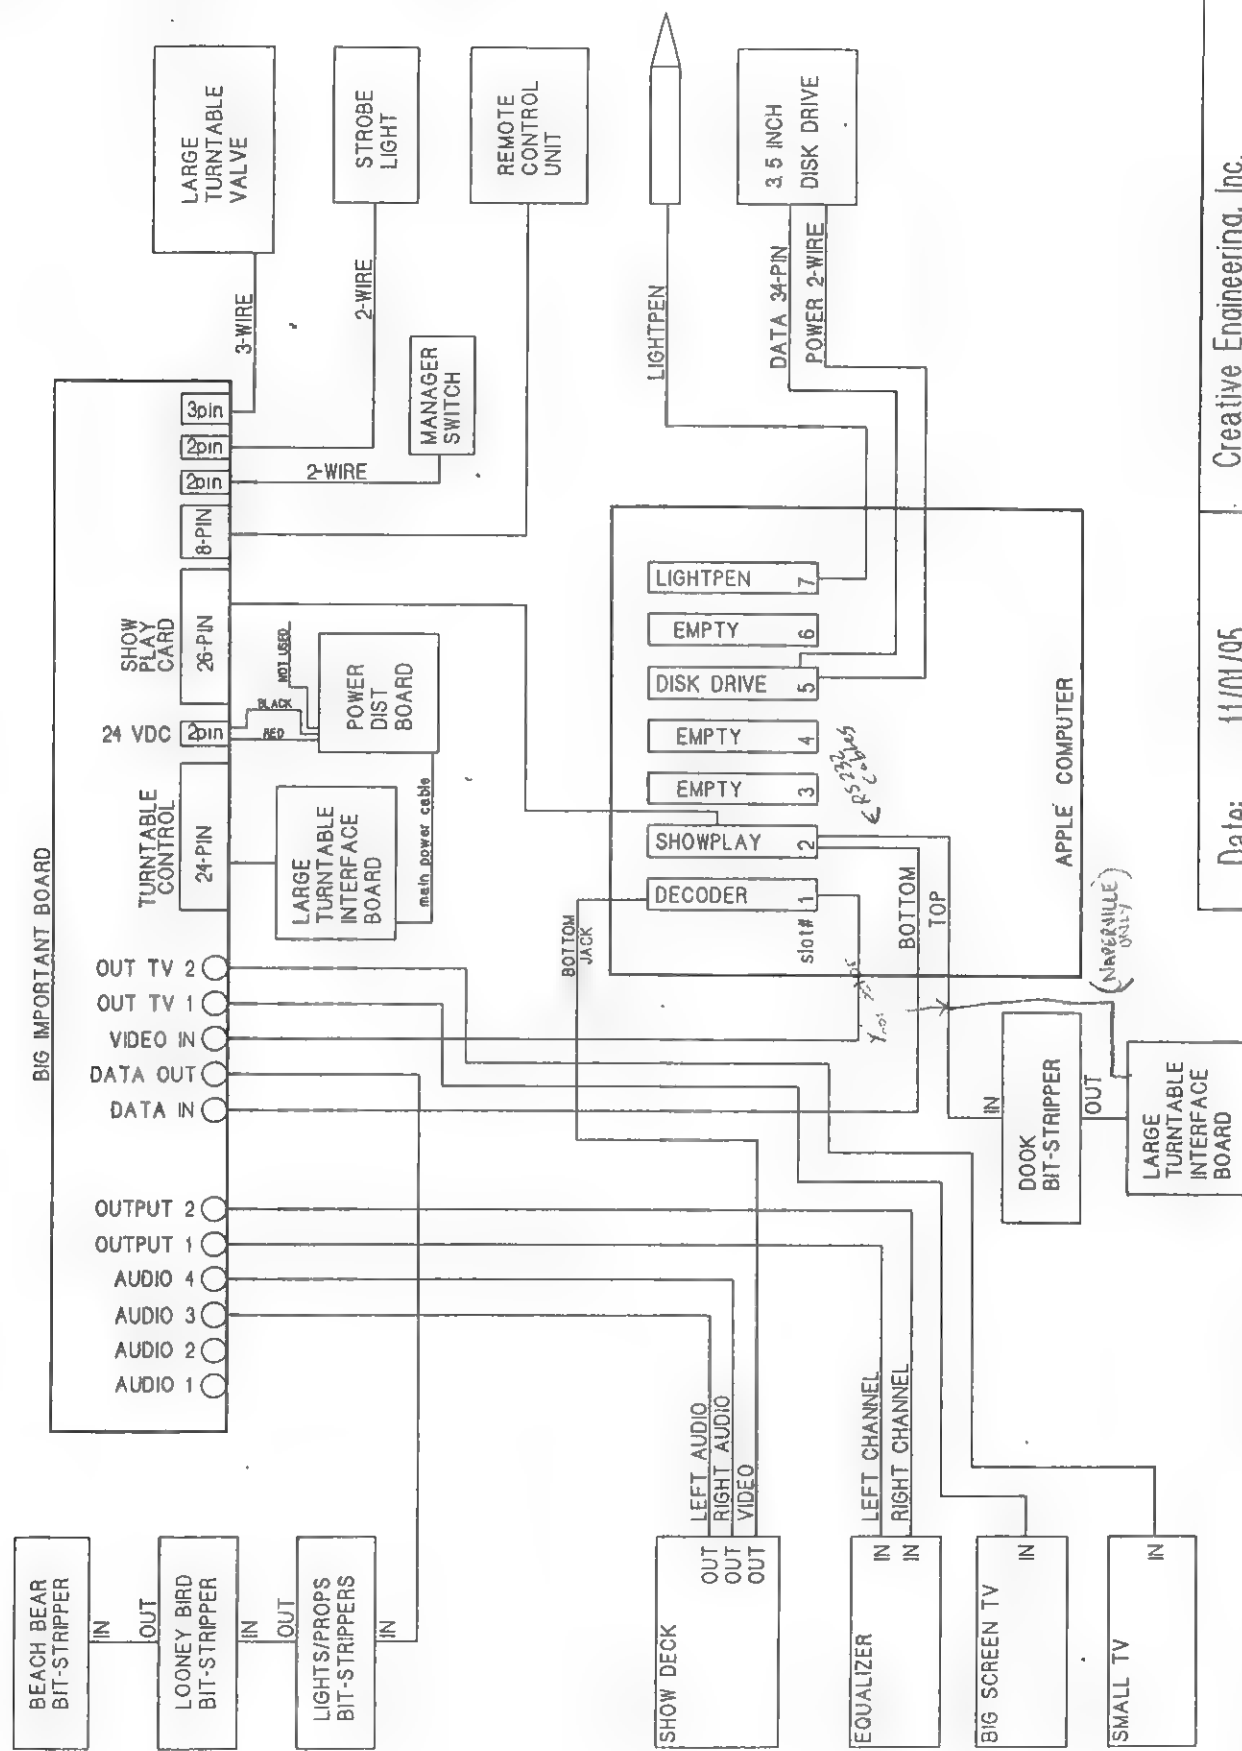 BIG IMPORTANT BOARD
AUDIO 1
AUDIO 2
AUDIO 3
AUDIO 4
OUTPUT 1
OUTPUT 2
DATA IN
DATA OUT
VIDEO IN
OUT TV 1
OUT TV 2
TURNTABLE
CONTROL
24-PIN
24 VDC
2pin
SHOW
PLAY
CARD
26-PIN
8-PIN
2pin
2pin
3pin
BEACH BEAR
BIT-STRIPPER
IN
OUT
LOONEY BIRD
BIT-STRIPPER
IN
OUT
LIGHTS/PROPS
BIT-STRIPPERS
IN
LARGE
TURNTABLE
INTERFACE
BOARD
main power cable
RED
BLACK
NOT USED
POWER
DIST
BOARD
3-WIRE
LARGE
TURNTABLE
VALVE
2-WIRE
STROBE
LIGHT
2-WIRE
MANAGER
SWITCH
REMOTE
CONTROL
UNIT
SHOW DECK
OUT
OUT
OUT
LEFT AUDIO
RIGHT AUDIO
VIDEO
BOTTOM
JACK
DECODER 1
SHOWPLAY 2
EMPTY 3
EMPTY 4
DISK DRIVE 5
EMPTY 6
LIGHTPEN 7
slot#
RS232
Cables
APPLE COMPUTER
LIGHTPEN
DATA 34-PIN
POWER 2-WIRE
3.5 INCH
DISK DRIVE
BOTTOM
TOP
EQUALIZER
IN
IN
LEFT CHANNEL
RIGHT CHANNEL
BIG SCREEN TV
IN
SMALL TV
IN
IN
DOOK
BIT-STRIPPER
OUT
LARGE
TURNTABLE
INTERFACE
BOARD
(NAPERVILLE)
ONLY
Date: 11/01/05
Creative Engineering, Inc.